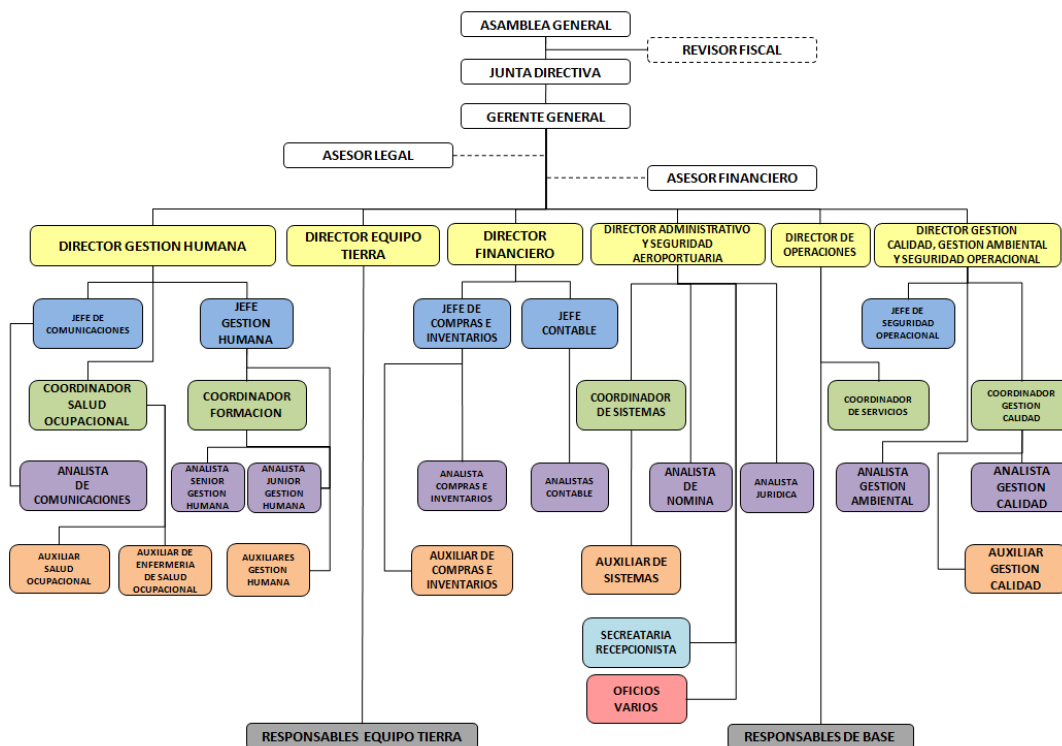 ASAMBLEA GENERAL
REVISOR FISCAL
JUNTA DIRECTIVA
GERENTE GENERAL
ASESOR LEGAL
ASESOR FINANCIERO
DIRECTOR GESTION HUMANA
DIRECTOR EQUIPO
TIERRA
DIRECTOR
FINANCIERO
DIRECTOR ADMINISTRATIVO
Y SEGURIDAD
AEROPORTUARIA
DIRECTOR DE
OPERACIONES
DIRECTOR GESTION
CALIDAD, GESTION AMBIENTAL
Y SEGURIDAD OPERACIONAL
JEFE DE
COMUNICACIONES
JEFE
GESTION
HUMANA
JEFE DE
COMPRAS E
INVENTARIOS
JEFE
CONTABLE
JEFE DE
SEGURIDAD
OPERACIONAL
COORDINADOR
SALUD
OCUPACIONAL
COORDINADOR
FORMACION
COORDINADOR
DE SISTEMAS
COORDINADOR
DE SERVICIOS
COORDINADOR
GESTION
CALIDAD
ANALISTA
DE
COMUNICACIONES
ANALISTA
SENIOR
GESTION
HUMANA
ANALISTA
JUNIOR
GESTION
HUMANA
ANALISTA
COMPRAS E
INVENTARIOS
ANALISTAS
CONTABLE
ANALISTA
DE
NOMINA
ANALISTA
JURIDICA
ANALISTA
GESTION
AMBIENTAL
ANALISTA
GESTION
CALIDAD
AUXILIAR
SALUD
OCUPACIONAL
AUXILIAR DE
ENFERMERIA
DE SALUD
OCUPACIONAL
AUXILIARES
GESTION
HUMANA
AUXILIAR DE
COMPRAS E
INVENTARIOS
AUXILIAR DE
SISTEMAS
AUXILIAR
GESTION
CALIDAD
SECREATARIA
RECEPCIONISTA
OFICIOS
VARIOS
RESPONSABLES EQUIPO TIERRA
RESPONSABLES DE BASE